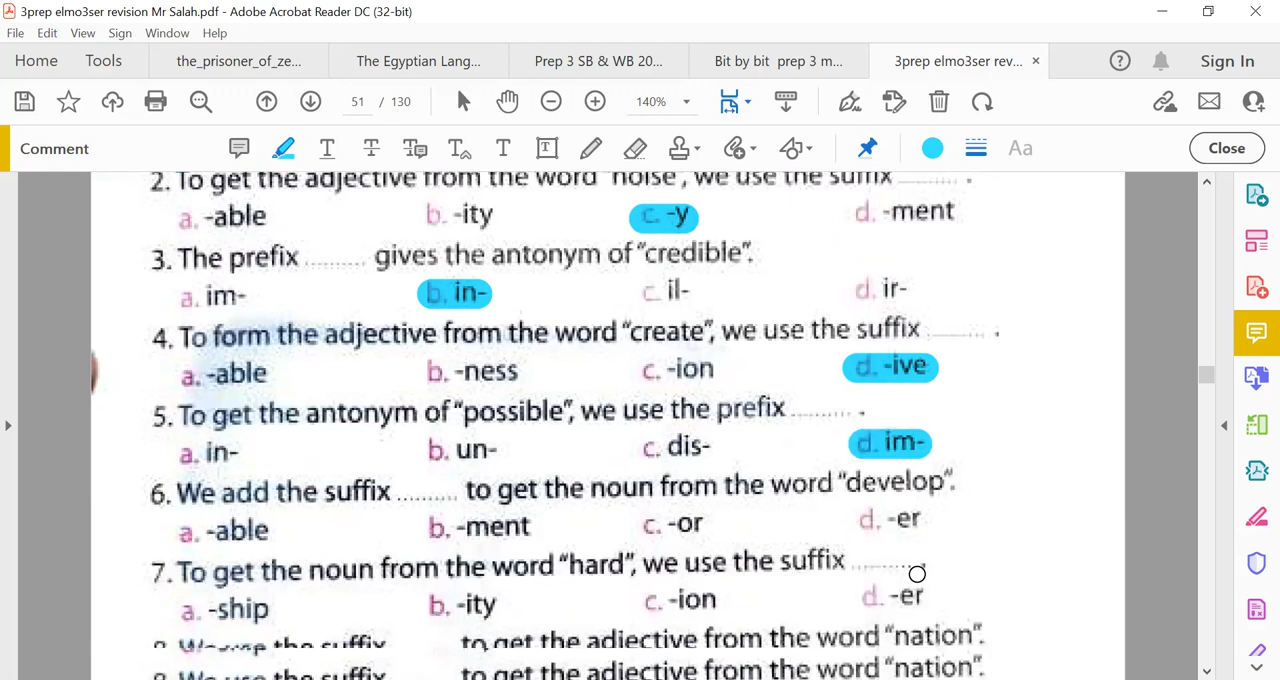 3prep elmo3ser revision Mr Salah.pdf - Adobe Acrobat Reader DC (32-bit)
File Edit View Sign Window Help
Home Tools the_prisoner_of_ze... The Egyptian Lang... Prep 3 SB & WB 20... Bit by bit prep 3 m... 3prep elmo3ser rev... × ? Sign In
51 / 130 140%
Comment Aa Close
2. To get the adjective from the word "noise", we use the suffix .......... .
a. -able b. -ity c. -y d. -ment
3. The prefix .......... gives the antonym of "credible".
a. im- b. in- c. il- d. ir-
4. To form the adjective from the word "create", we use the suffix .......... .
a. -able b. -ness c. -ion d. -ive
5. To get the antonym of "possible", we use the prefix .......... .
a. in- b. un- c. dis- d. im-
6. We add the suffix .......... to get the noun from the word "develop".
a. -able b. -ment c. -or d. -er
7. To get the noun from the word "hard", we use the suffix ..........
a. -ship b. -ity c. -ion d. -er
the suffix to get the adjective from the word "nation".
8. We use the suffix to get the adjective from the word "nation".